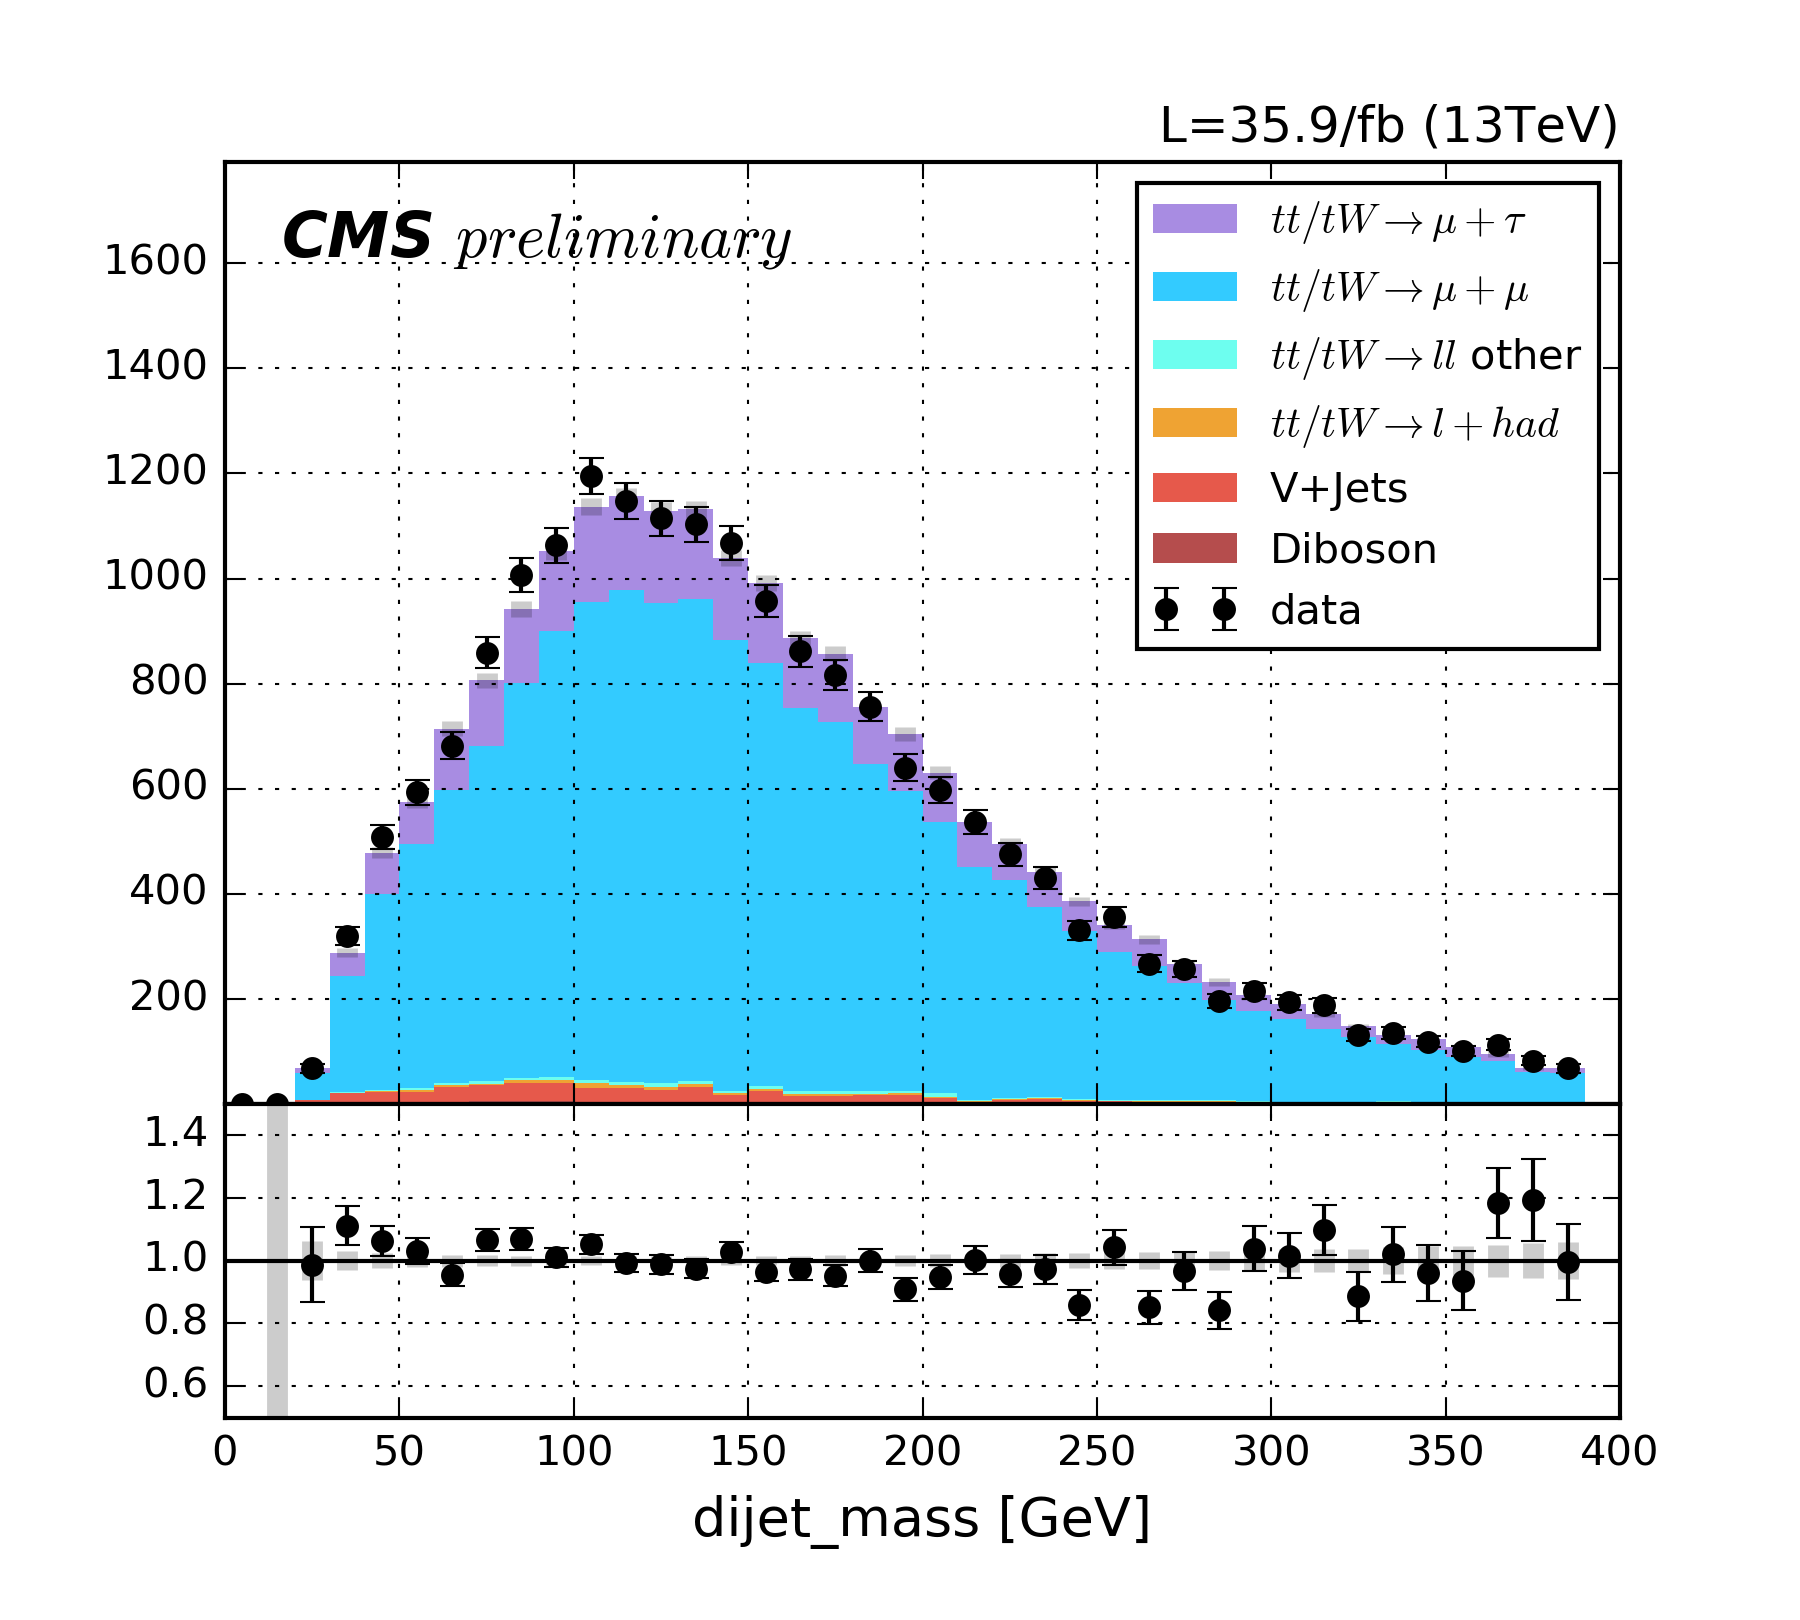 L=35.9/fb (13TeV)
CMS preliminary
tt/tW→μ+τ
tt/tW→μ+μ
tt/tW→ll other
tt/tW→l+had
V+Jets
Diboson
data
1600
1400
1200
1000
800
600
400
200
1.4
1.2
1.0
0.8
0.6
0 50 100 150 200 250 300 350 400
dijet_mass [GeV]